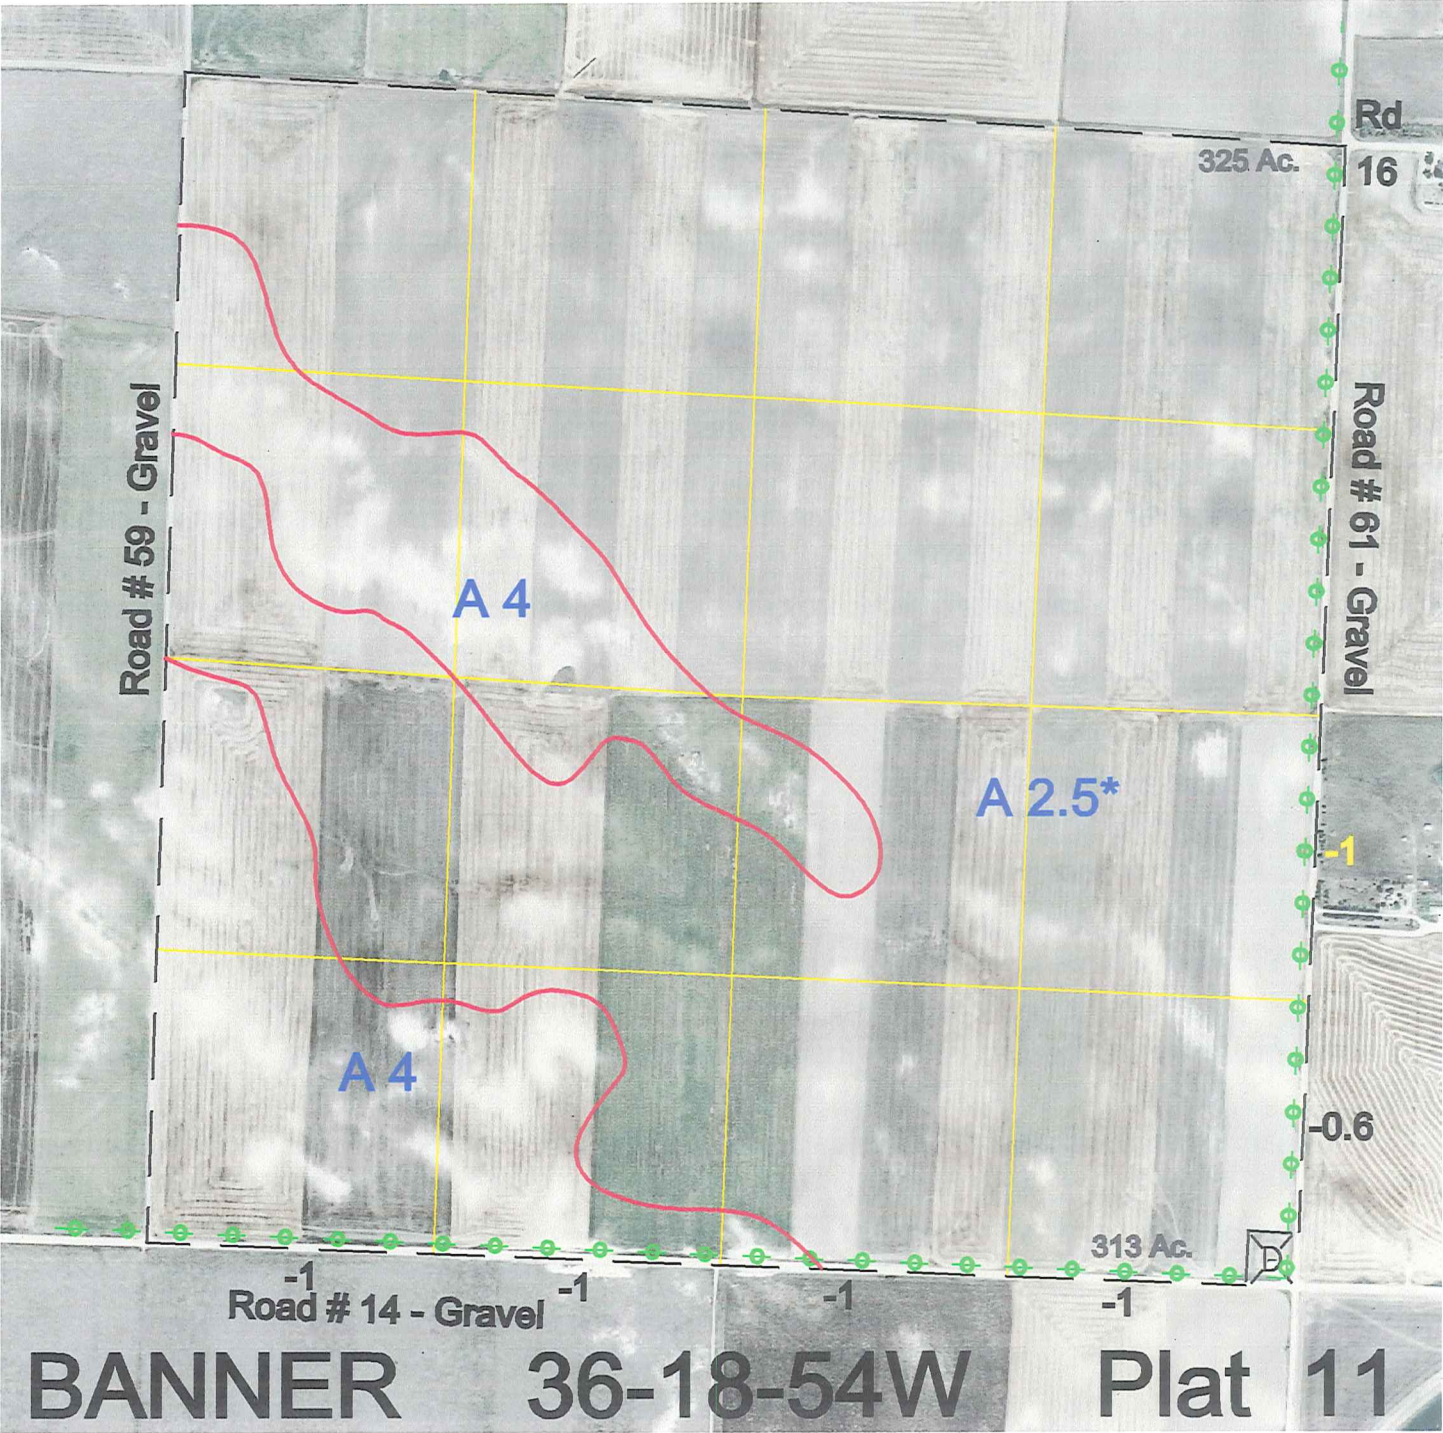 Rd
325 Ac.
16
Road # 59 - Gravel
Road # 61 - Gravel
A 4
A 2.5*
-1
A 4
-0.6
313 Ac.
D
-1
-1
-1
-1
Road # 14 - Gravel
BANNER 36-18-54W Plat 11